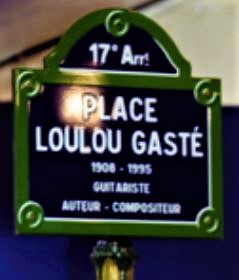 17e Arrt
PLACE
LOULOU GASTÉ
1908 - 1995
GUITARISTE
AUTEUR - COMPOSITEUR